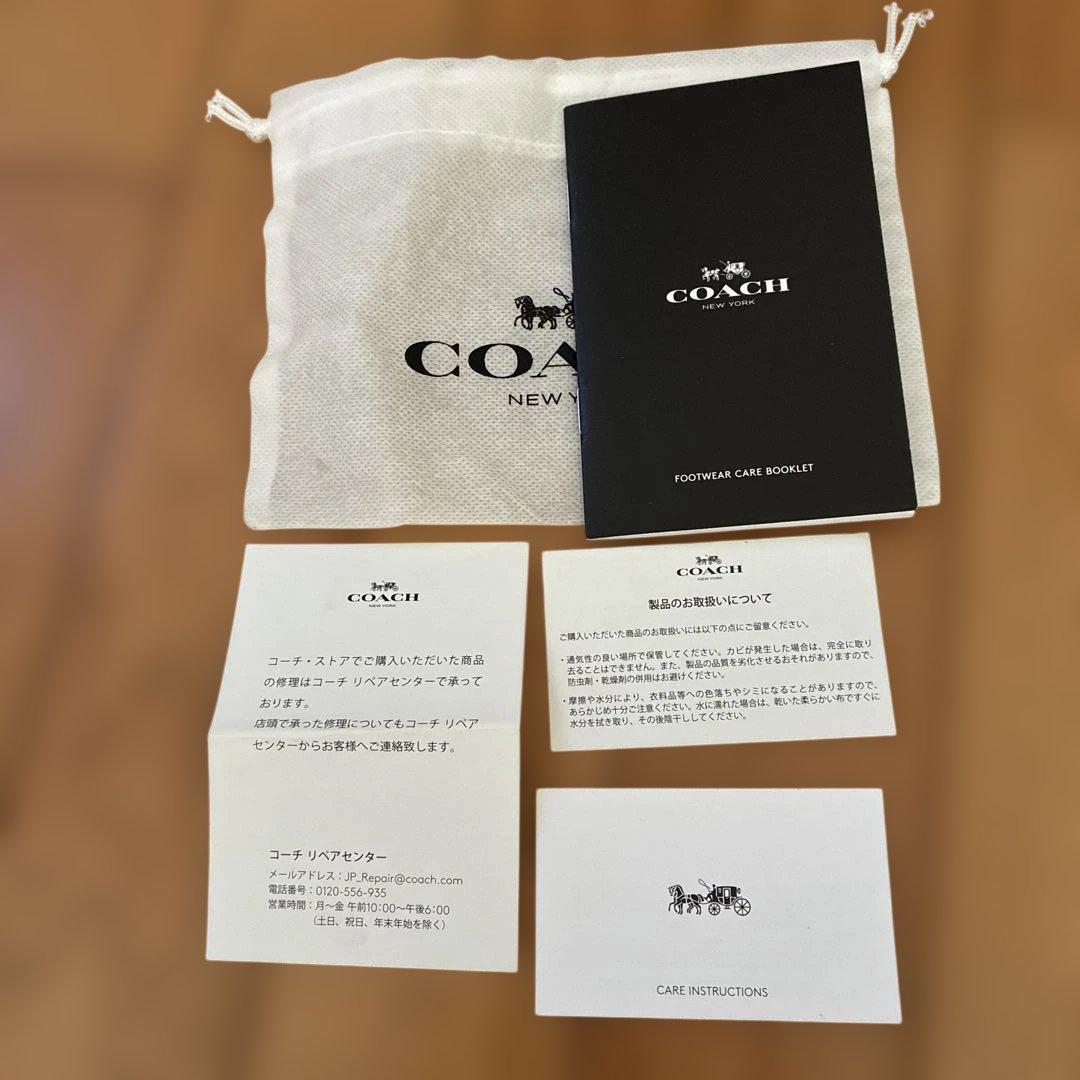 COA
NEW Y
COACH
NEW YORK
FOOTWEAR CARE BOOKLET
COACH
NEW YORK
コーチ・ストアでご購入いただいた商品
の修理はコーチ リペアセンターで承って
おります。
店頭で承った修理についてもコーチ リペア
センターからお客様へご連絡致します。
コーチ リペアセンター
メールアドレス：JP_Repair@coach.com
電話番号：0120-556-935
営業時間：月～金 午前10:00～午後6:00
（土日、祝日、年末年始を除く）
COACH
NEW YORK
製品のお取扱いについて
ご購入いただいた商品のお取扱いには以下の点にご留意ください。
・通気性の良い場所で保管してください。カビが発生した場合は、完全に取り
去ることはできません。また、製品の品質を劣化させるおそれがありますので、
防虫剤・乾燥剤の併用はお避けください。
・摩擦や水分により、衣料品等への色落ちやシミになることがありますので、
あらかじめ十分ご注意ください。水に濡れた場合は、乾いた柔らかい布ですぐに
水分を拭き取り、その後陰干ししてください。
CARE INSTRUCTIONS